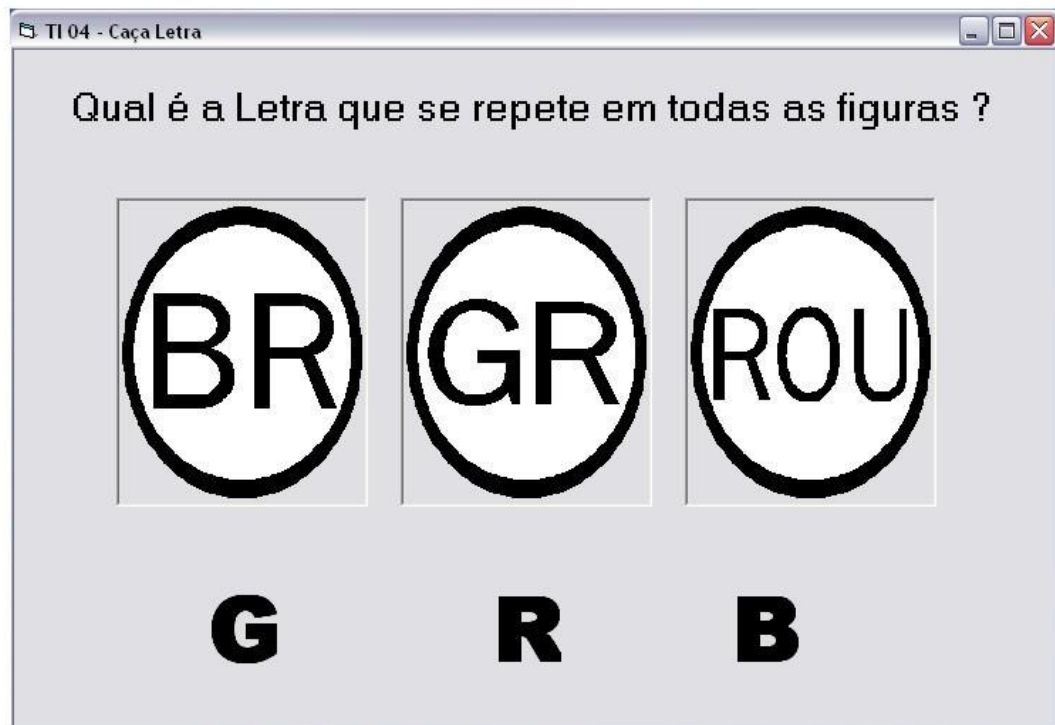 TI 04 - Caça Letra
Qual é a Letra que se repete em todas as figuras ?
BR GR ROU
G R B